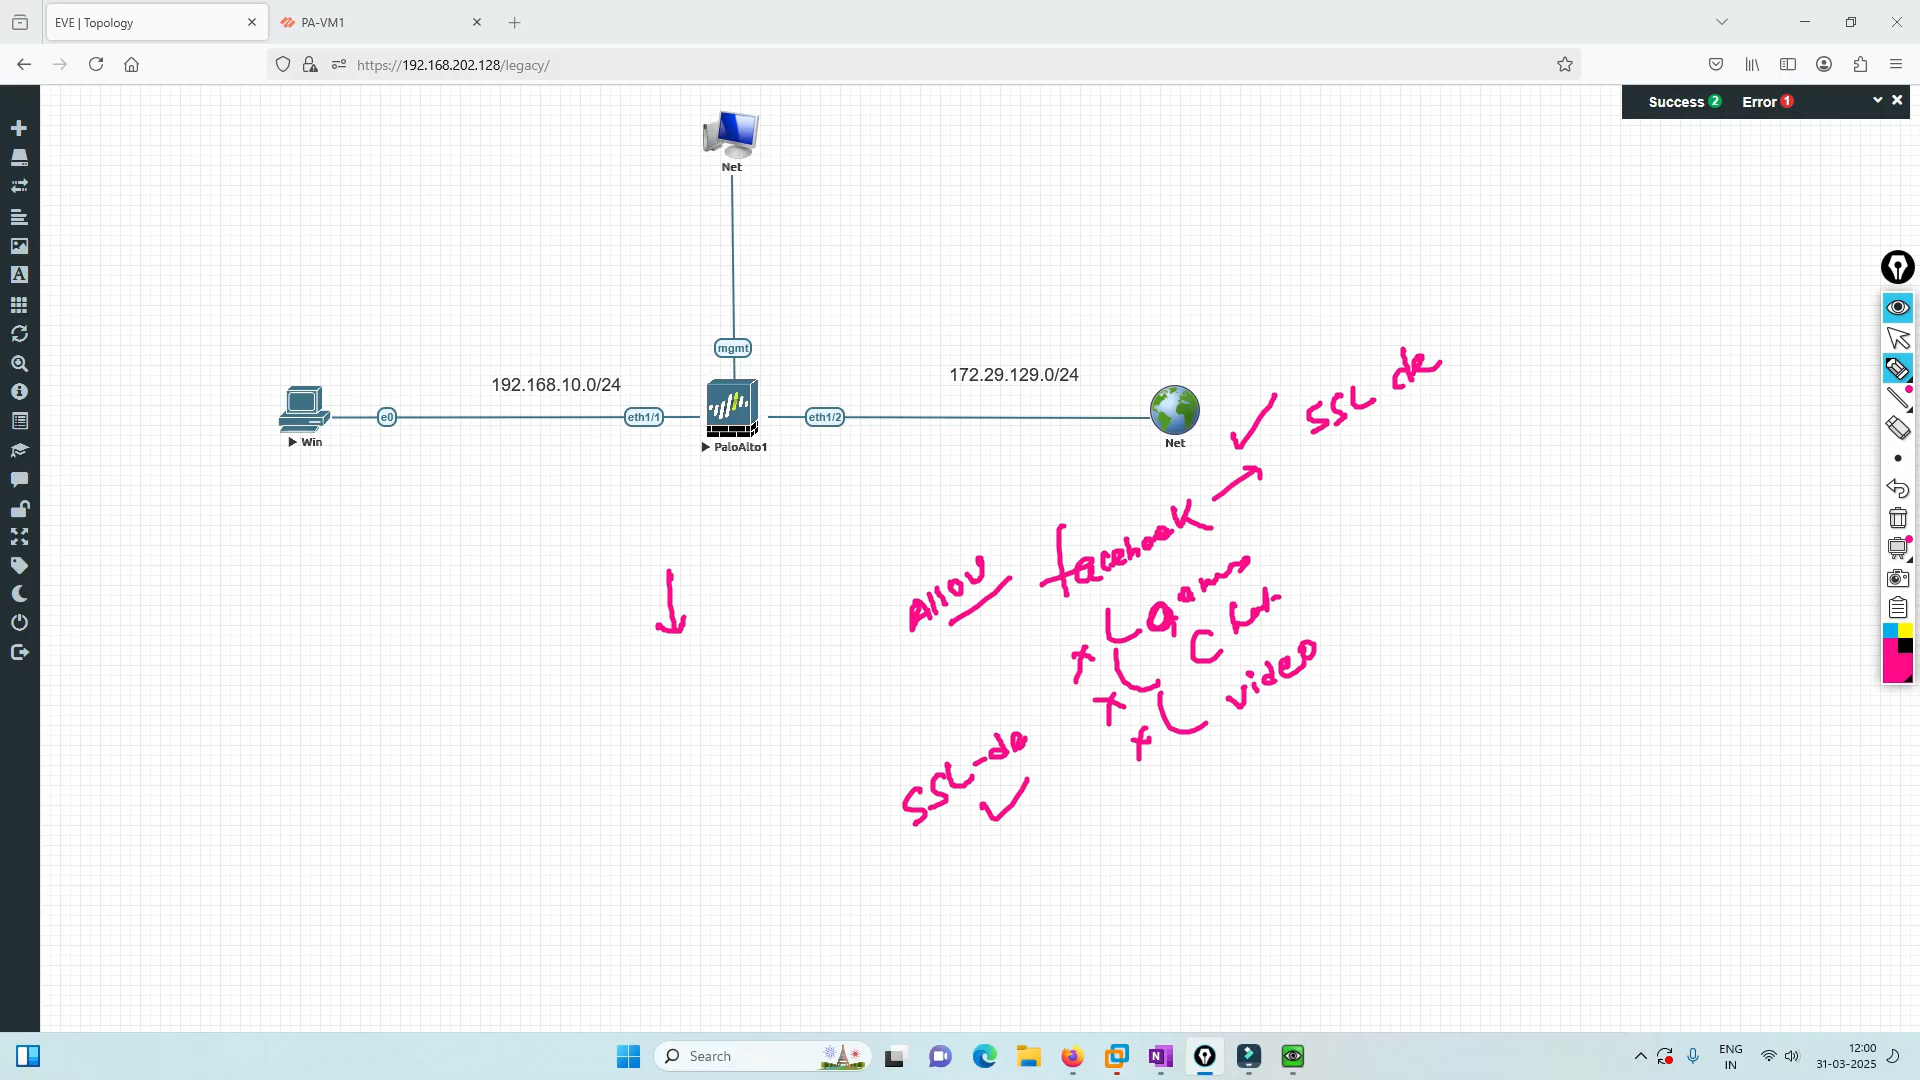 EVE | Topology
PA-VM1
https://192.168.202.128/legacy/
Success 2 Error 1
Net
mgmt
192.168.10.0/24
172.29.129.0/24
e0
eth1/1
eth1/2
Win
PaloAlto1
Net
SSL de
Allow facebook
Games
Chat
video
SSL-de
Search
ENG
IN
12:00
31-03-2025